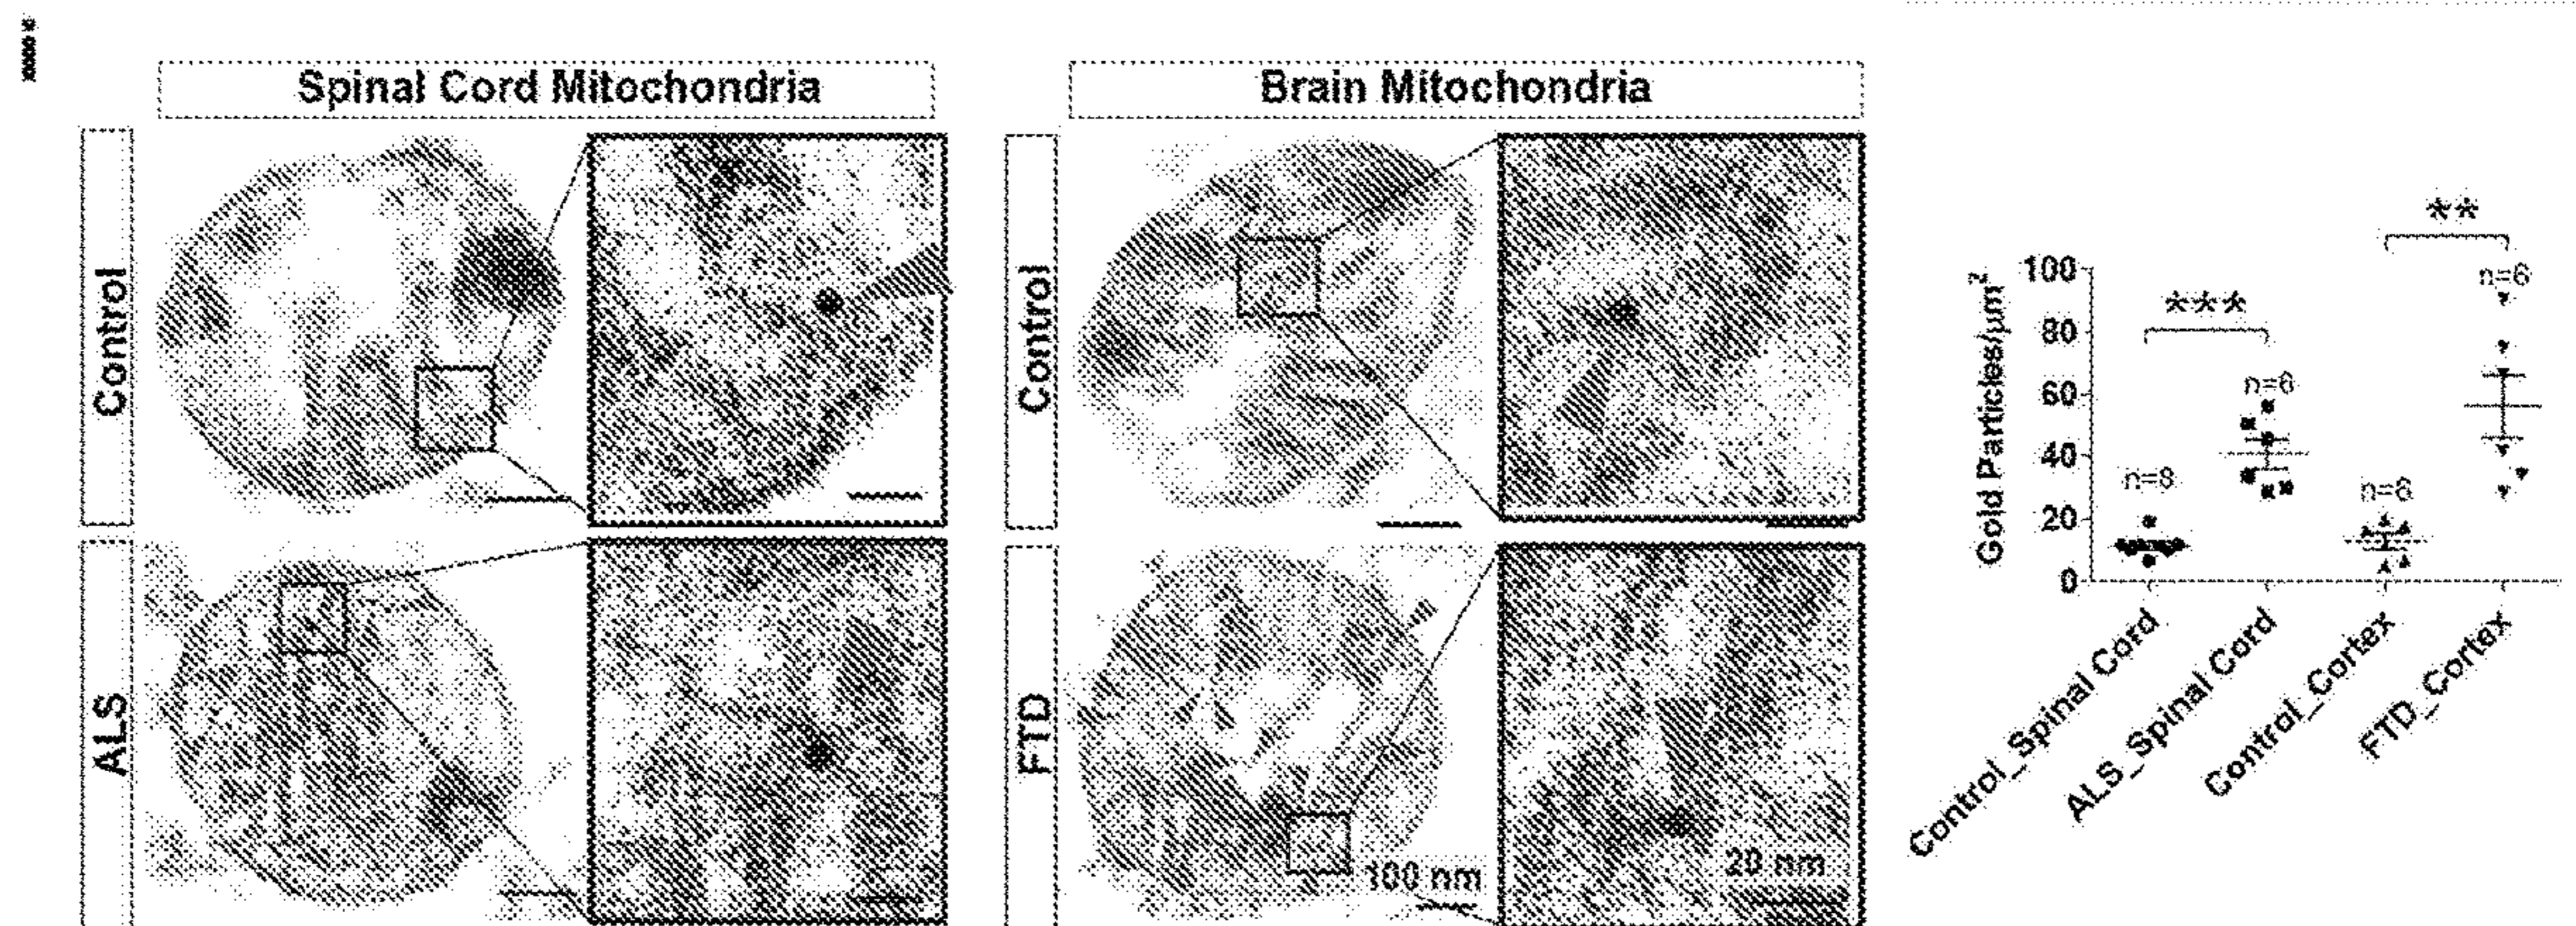 Spinal Cord Mitochondria
Brain Mitochondria
Control
ALS
Control
FTD
100 nm
20 nm
Gold Particles/µm²
100
80
60
40
20
0
n=8
***
n=6
n=6
**
n=6
Control_Spinal Cord
ALS_Spinal Cord
Control_Cortex
FTD_Cortex